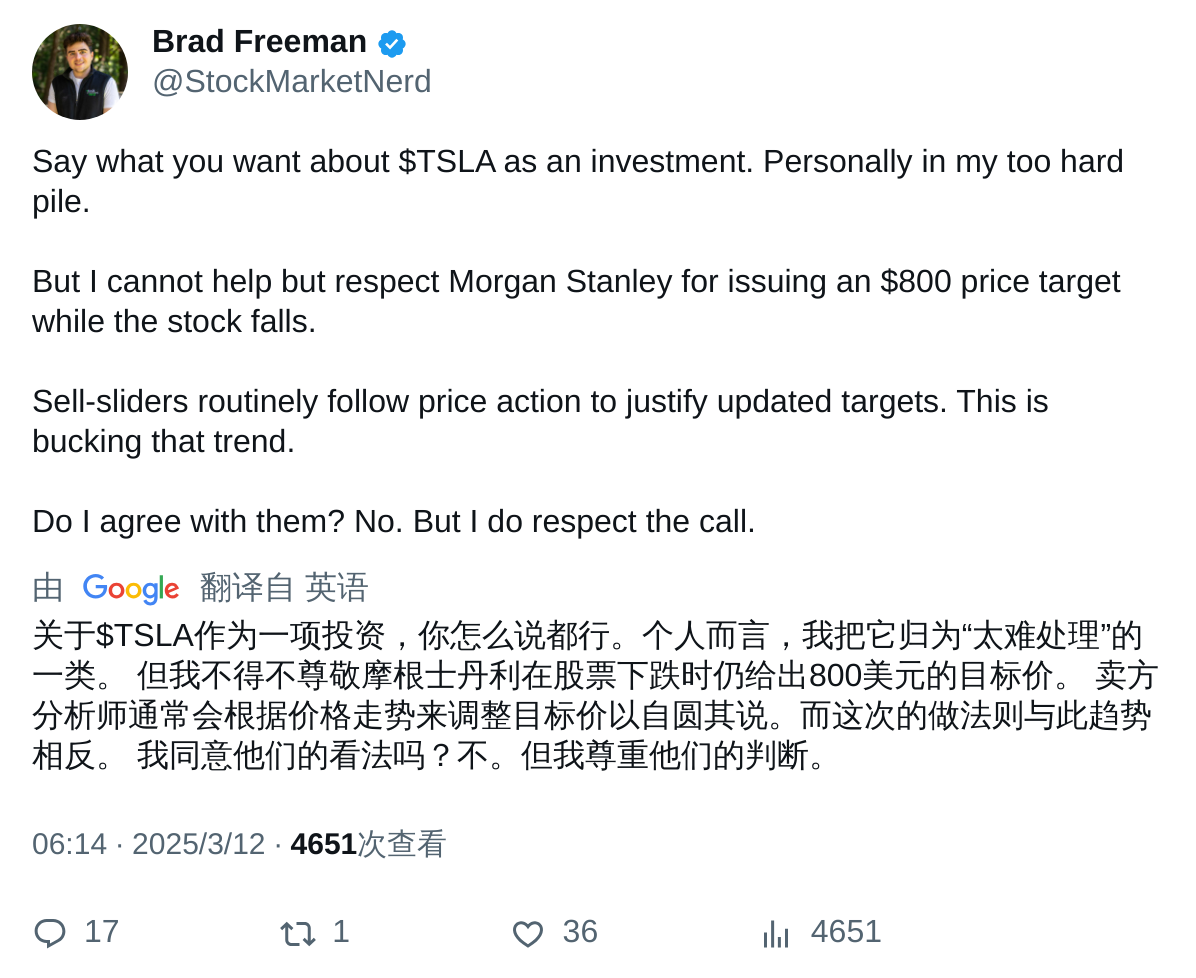 Brad Freeman
@StockMarketNerd
Say what you want about $TSLA as an investment. Personally in my too hard
pile.
But I cannot help but respect Morgan Stanley for issuing an $800 price target
while the stock falls.
Sell-sliders routinely follow price action to justify updated targets. This is
bucking that trend.
Do I agree with them? No. But I do respect the call.
由 Google 翻译自 英语
关于$TSLA作为一项投资，你怎么说都行。个人而言，我把它归为“太难处理”的
一类。 但我不得不尊敬摩根士丹利在股票下跌时仍给出800美元的目标价。 卖方
分析师通常会根据价格走势来调整目标价以自圆其说。而这次的做法则与此趋势
相反。 我同意他们的看法吗？不。但我尊重他们的判断。
06:14 · 2025/3/12 · 4651次查看
17 1 36 4651